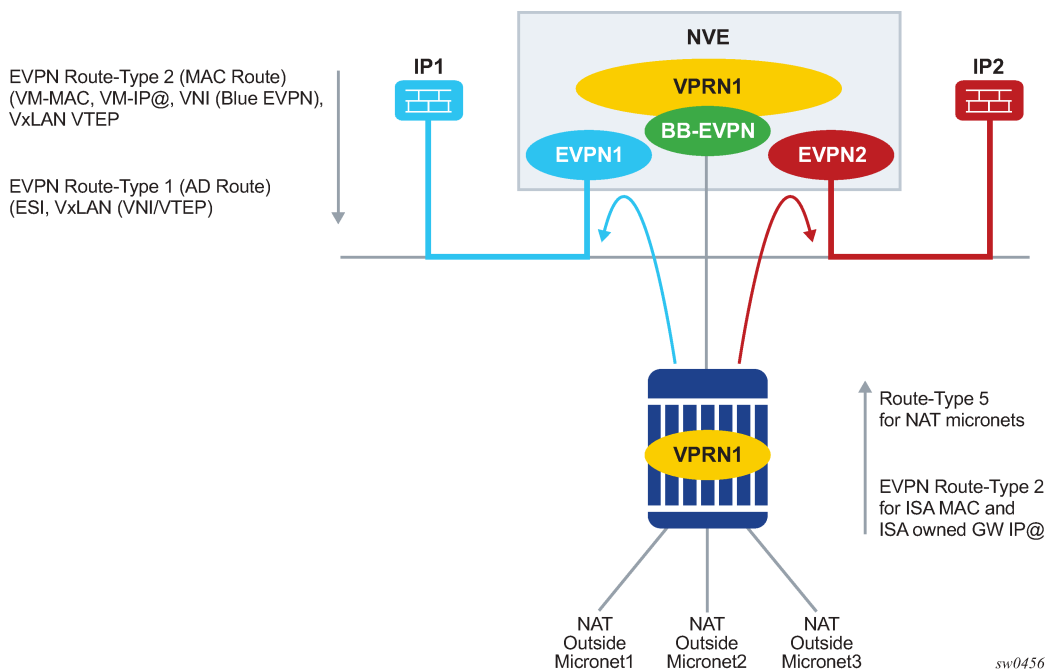 NVE
IP1
IP2
EVPN Route-Type 2 (MAC Route)
(VM-MAC, VM-IP@, VNI (Blue EVPN),
VxLAN VTEP
VPRN1
BB-EVPN
EVPN1
EVPN2
EVPN Route-Type 1 (AD Route)
(ESI, VxLAN (VNI/VTEP)
Route-Type 5
for NAT micronets
VPRN1
EVPN Route-Type 2
for ISA MAC and
ISA owned GW IP@
NAT
Outside
Micronet1
NAT
Outside
Micronet2
NAT
Outside
Micronet3
sw0456